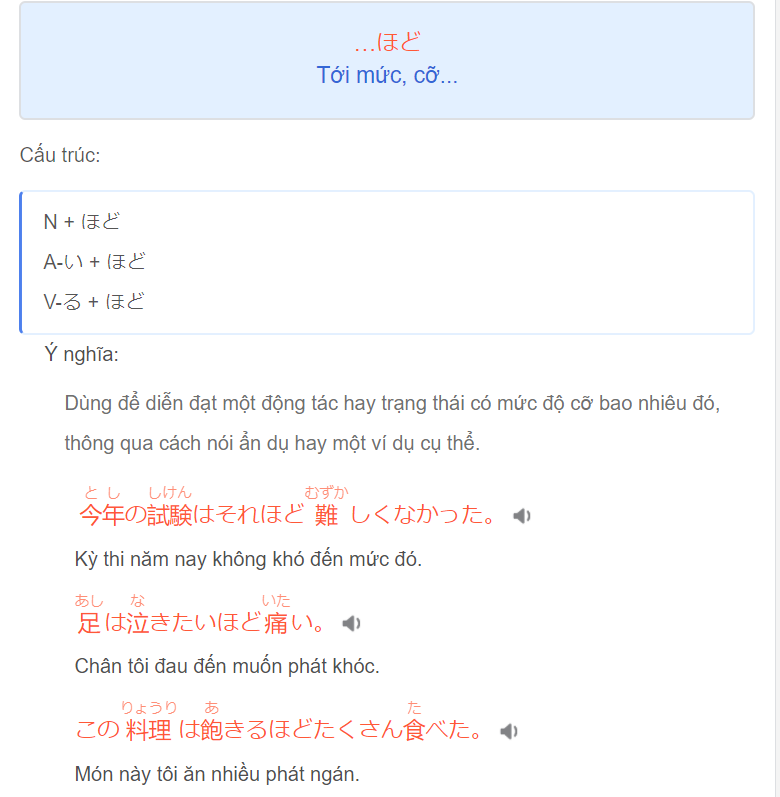 ...ほど
Tới mức, cỡ...
Cấu trúc:
N + ほど
A-い + ほど
V-る + ほど
Ý nghĩa:
Dùng để diễn đạt một động tác hay trạng thái có mức độ cỡ bao nhiêu đó,
thông qua cách nói ẩn dụ hay một ví dụ cụ thể.
とし しけん むずか
今年の試験はそれほど難しくなかった。
Kỳ thi năm nay không khó đến mức đó.
あし な いた
足は泣きたいほど痛い。
Chân tôi đau đến muốn phát khóc.
りょうり あ た
この料理は飽きるほどたくさん食べた。
Món này tôi ăn nhiều phát ngán.